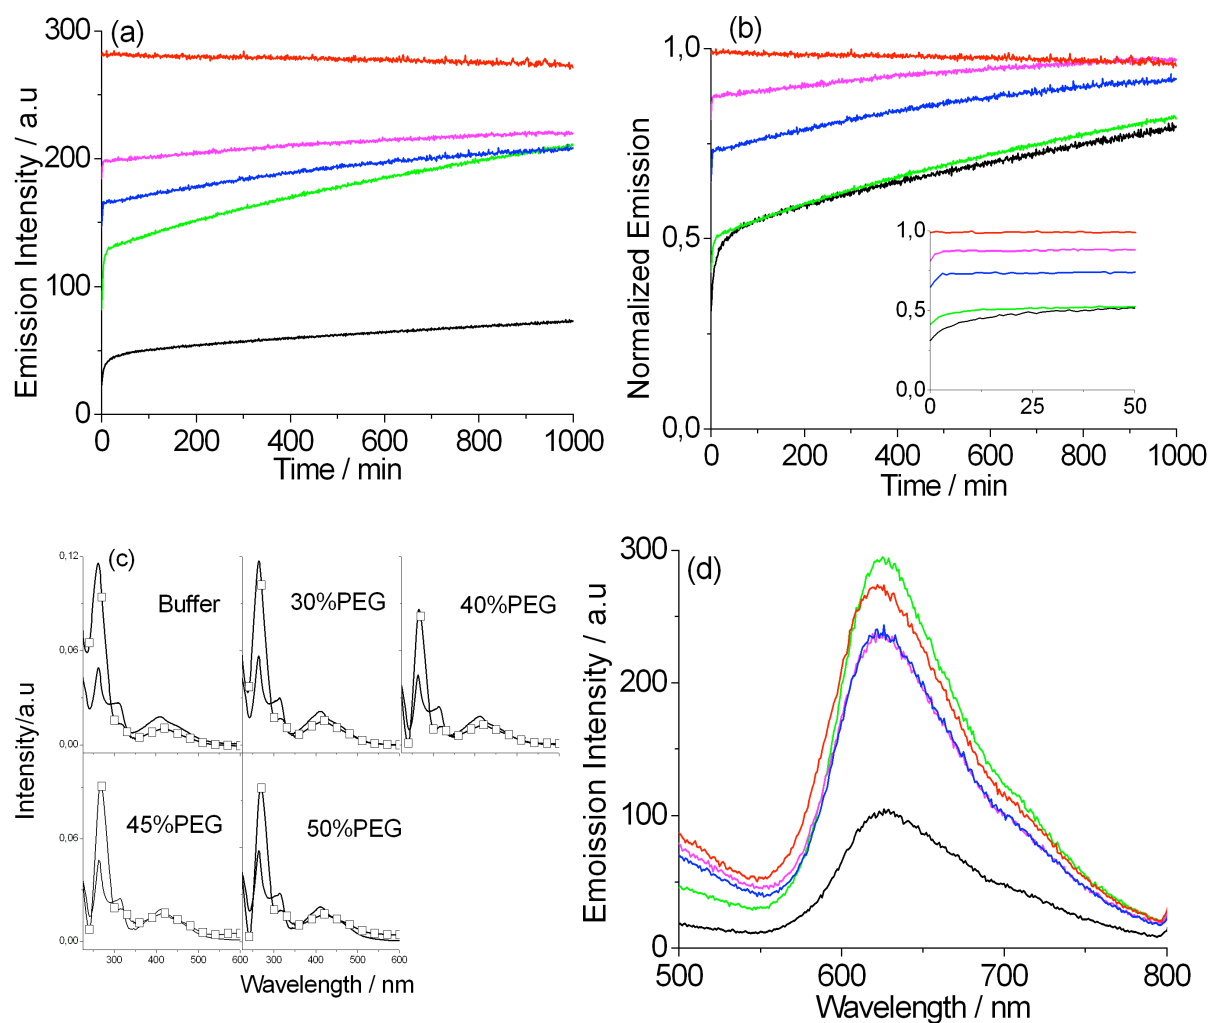 (a)
300
200
100
0
Emission Intensity / a.u
0 200 400 600 800 1000
Time / min
(b)
1,0
0,5
0,0
Normalized Emission
0 200 400 600 800 1000
Time / min
1,0
0,5
0,0
0 25 50
(c)
0,12
0,06
0,00
Buffer
30%PEG
40%PEG
Intensity/a.u
0,06
0,00
45%PEG
50%PEG
300 400 500 600
300 400 500 600
Wavelength / nm
(d)
300
200
100
0
Emoission Intensity / a.u
500 600 700 800
Wavelength / nm